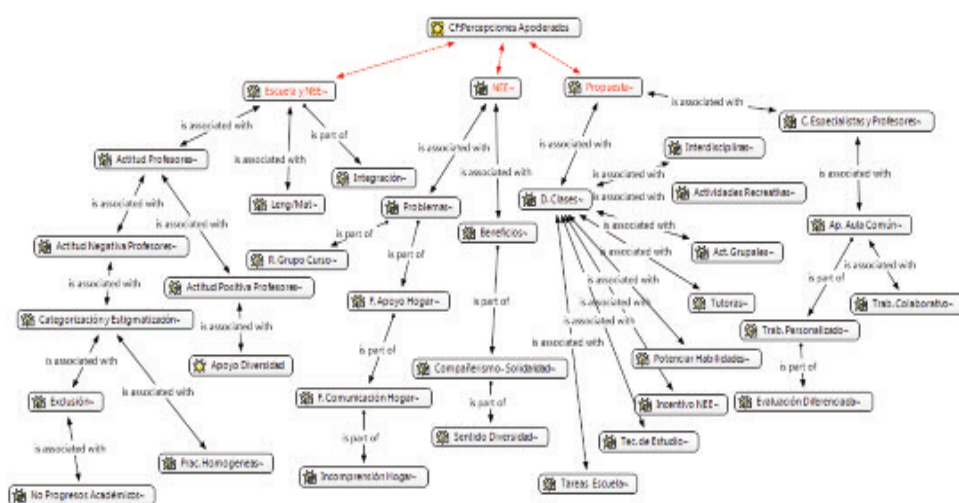 CF:Percepciones Apoderados
Escuela y NEE~
NEE~
Propuesta~
is associated with
C. Especialistas y Profesores~
is associated with
is associated with
is part of
is associated with
is associated with
is associated with
Interdisciplinas~
Actitud Profesores~
is associated with
Integración~
is associated with
is associated with
Actividades Recreativas~
Leng/Mat~
Problemas~
D. Clases~
is associated with
is associated with
is associated with
is part of
Beneficios~
is associated with
Ap. Aula Común~
Actitud Negativa Profesores~
R. Grupo Curso~
is part of
Act. Grupales~
is associated with
is associated with
Actitud Positiva Profesores~
F. Apoyo Hogar~
is part of
is associated with
Tutoras~
is part of
Trab. Colaborativo~
Categorización y Estigmatización~
is associated with
is associated with
Trab. Personalizado~
is associated with
is associated with
Apoyo Diversidad
is part of
Compañerismo-Solidaridad~
Potenciar Habilidades~
is part of
Exclusión~
F. Comunicación Hogar~
is part of
Incentivo NEE~
Evaluación Diferenciada~
is associated with
Prac. Homogeneas~
is part of
Sentido Diversidad~
Tec. de Estudio~
No Progresos Académicos~
Incomprensión Hogar~
Tareas Escuela~